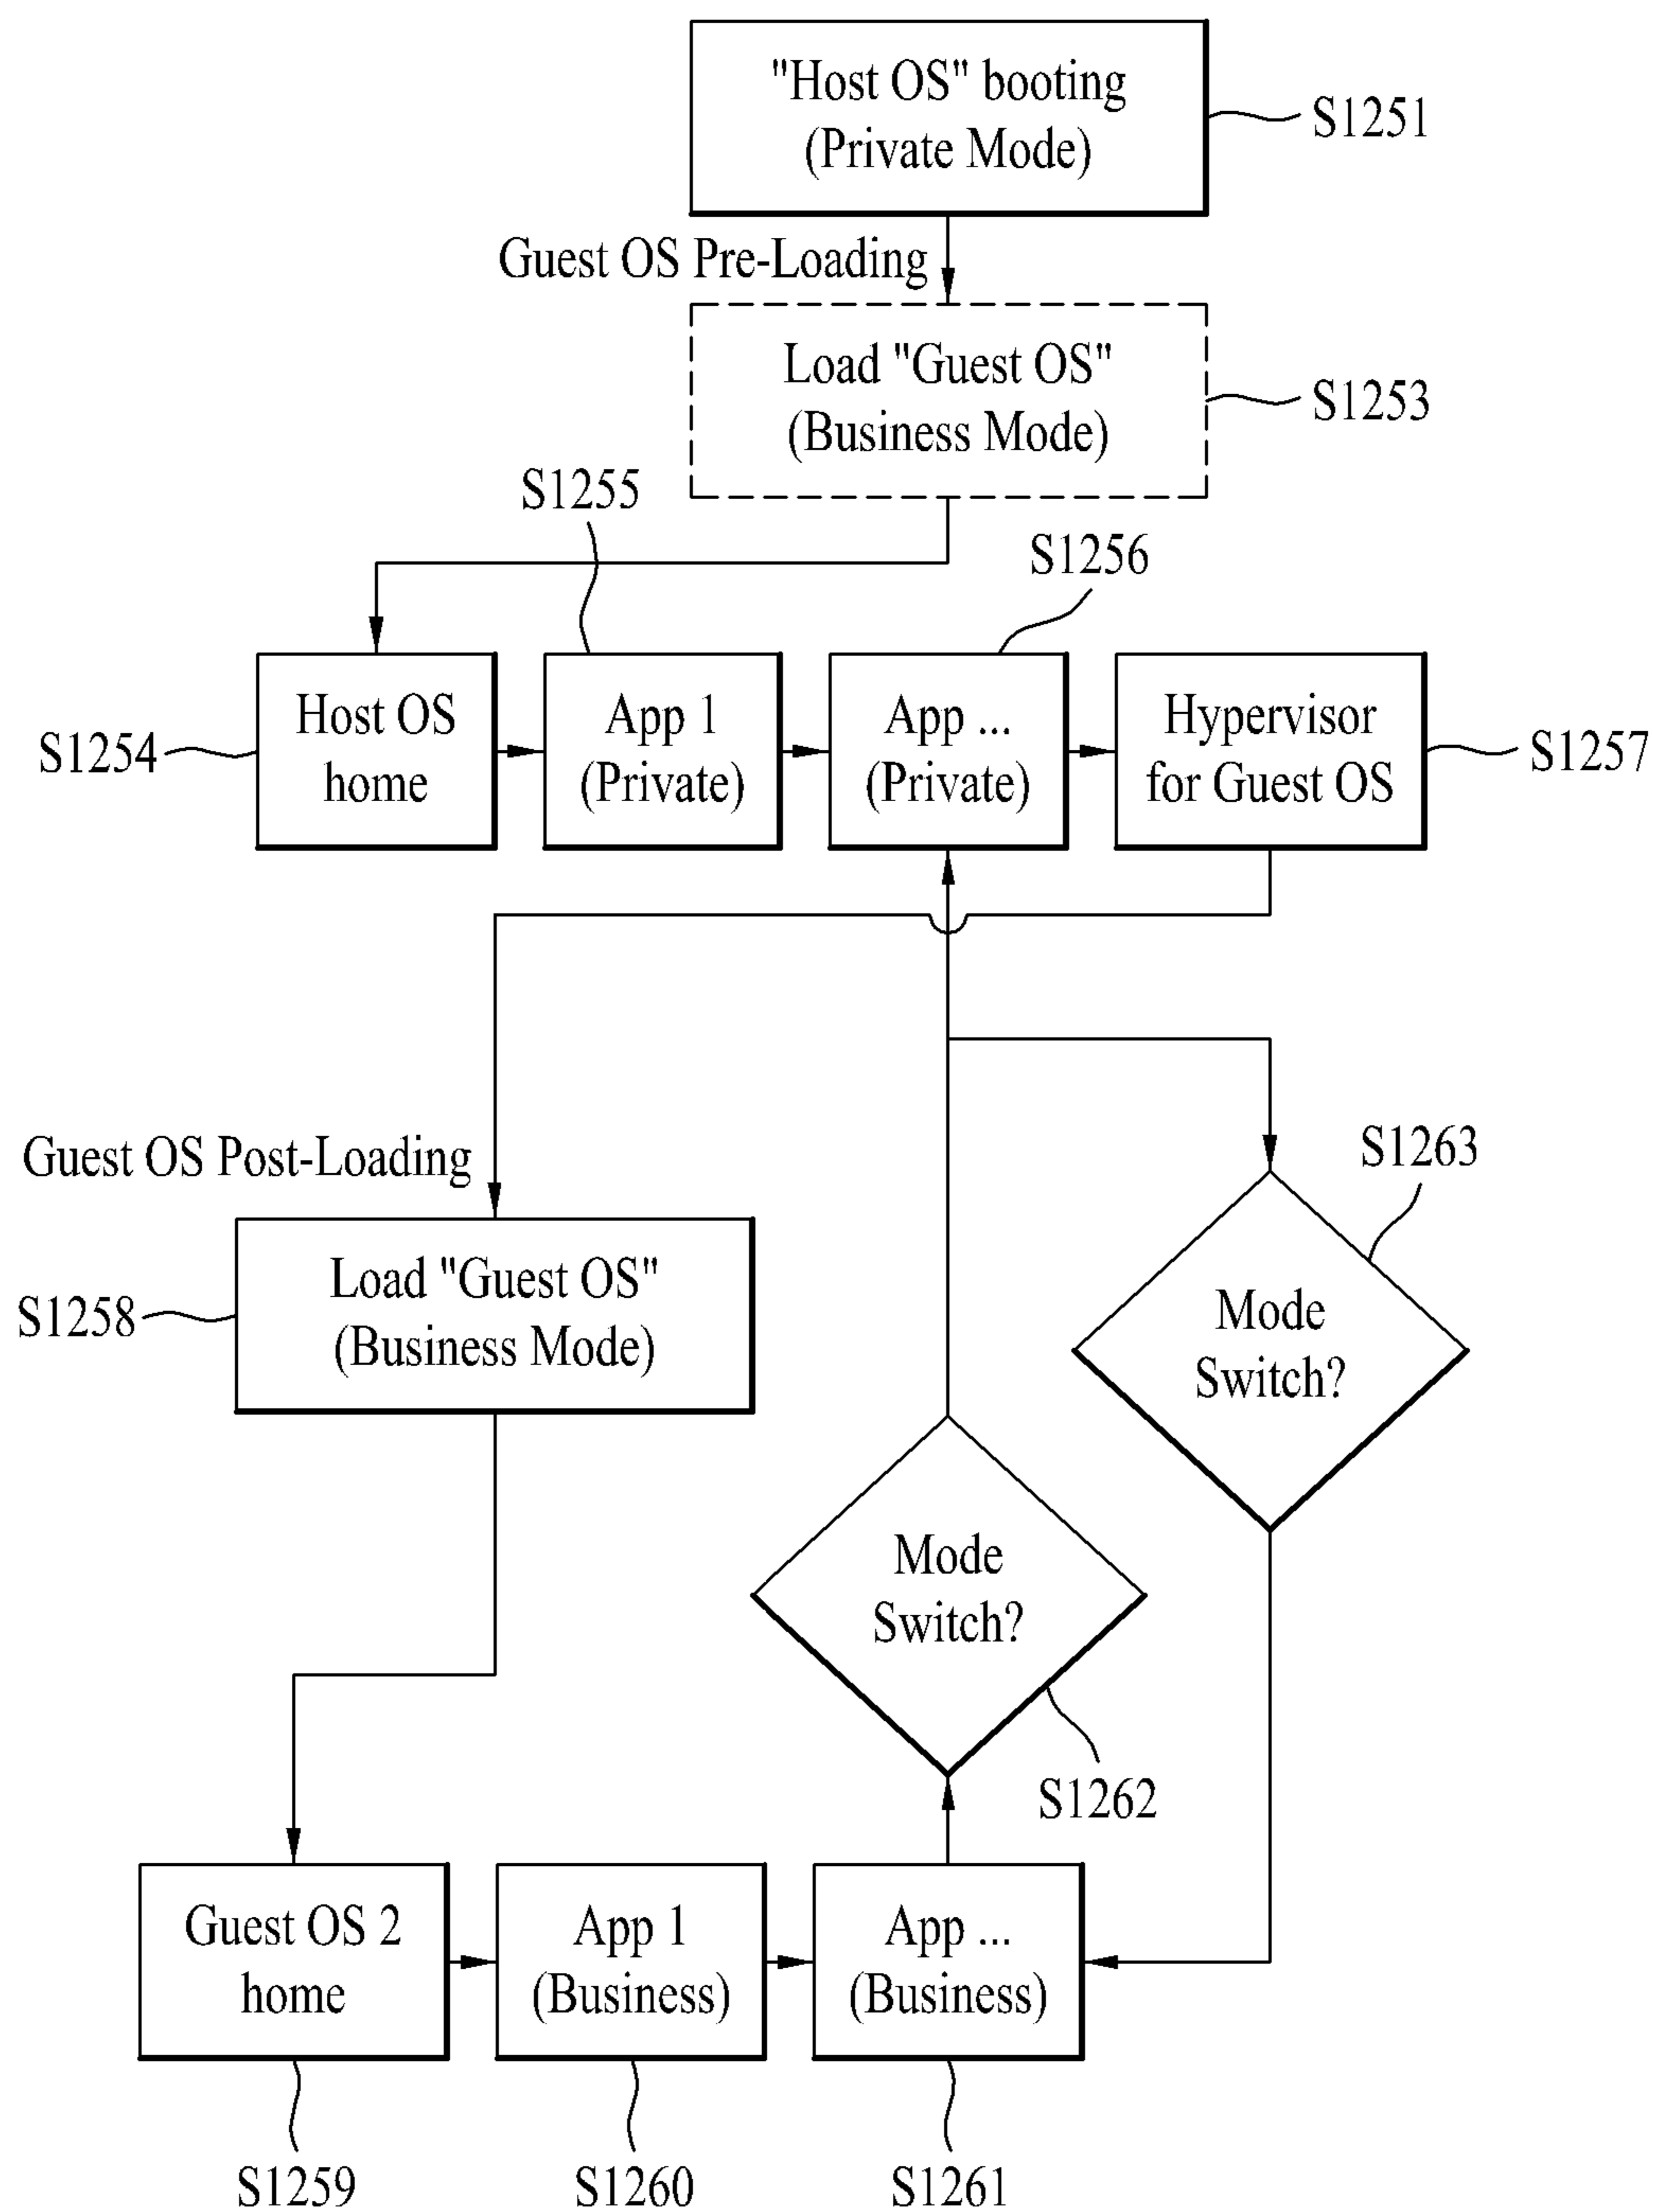 "Host OS" booting
(Private Mode)
S1251
Guest OS Pre-Loading
Load "Guest OS"
(Business Mode)
S1253
S1255
S1256
Host OS
home
S1254
App 1
(Private)
App ...
(Private)
Hypervisor
for Guest OS
S1257
Guest OS Post-Loading
S1263
Load "Guest OS"
(Business Mode)
S1258
Mode
Switch?
Mode
Switch?
S1262
Guest OS 2
home
App 1
(Business)
App ...
(Business)
S1259
S1260
S1261